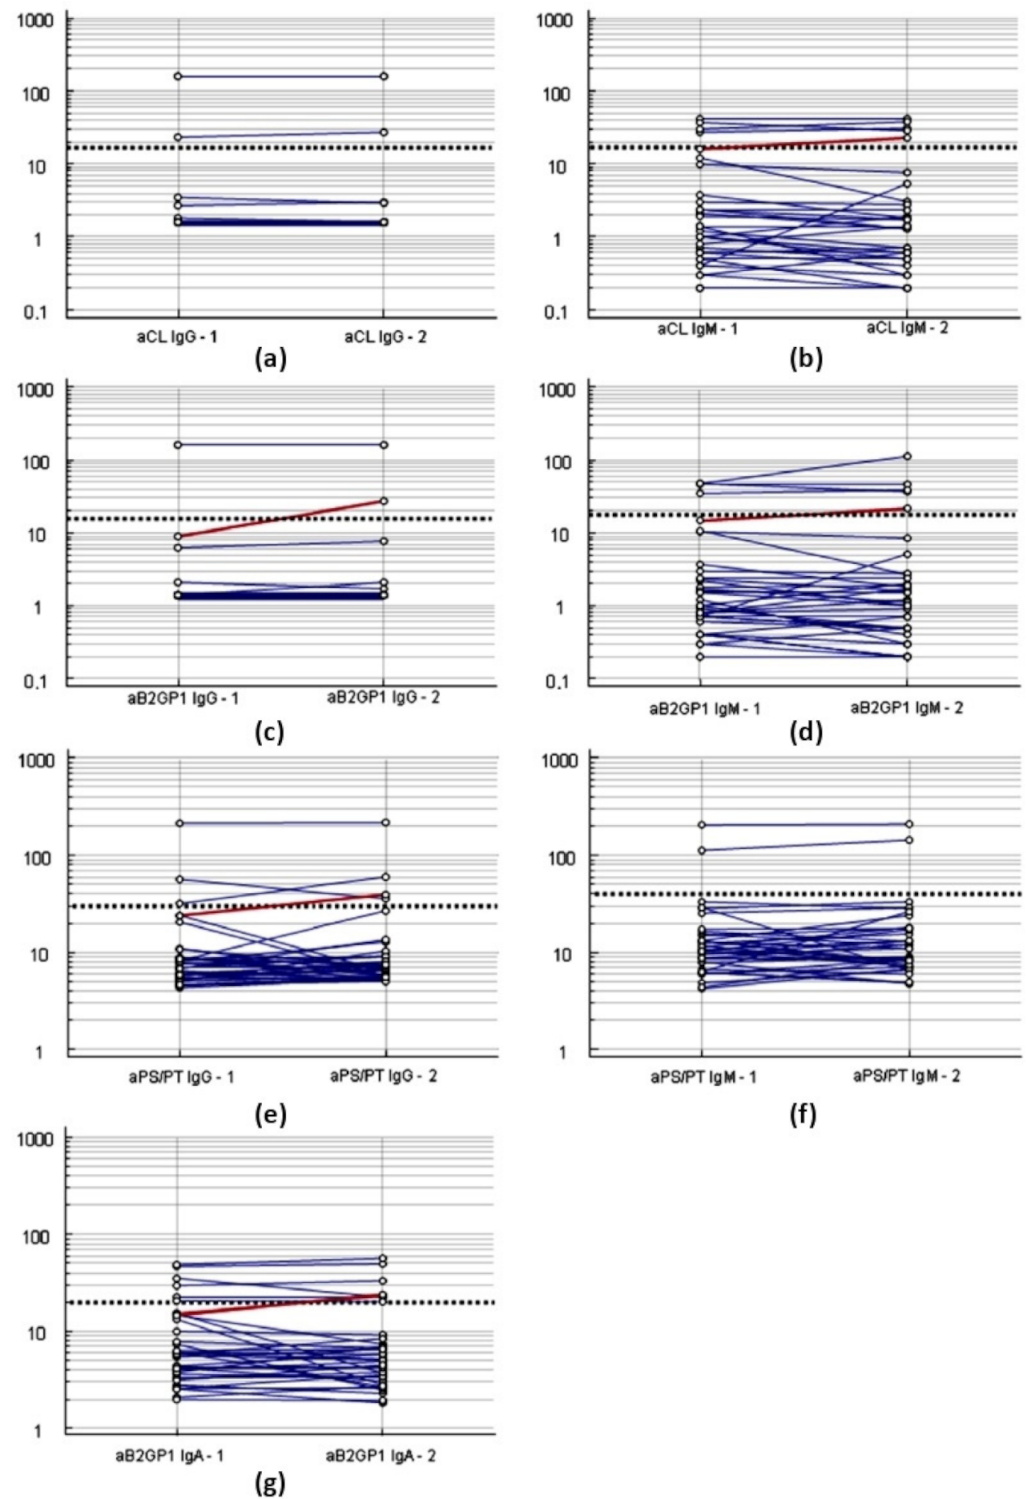 1000
100
10
1
0.1
aCL IgG - 1
aCL IgG - 2
(a)
1000
100
10
1
0.1
aCL IgM - 1
aCL IgM - 2
(b)
1000
100
10
1
0.1
aB2GP1 IgG - 1
aB2GP1 IgG - 2
(c)
1000
100
10
1
0.1
aB2GP1 IgM - 1
aB2GP1 IgM - 2
(d)
1000
100
10
1
aPS/PT IgG - 1
aPS/PT IgG - 2
(e)
1000
100
10
1
aPS/PT IgM - 1
aPS/PT IgM - 2
(f)
1000
100
10
1
aB2GP1 IgA - 1
aB2GP1 IgA - 2
(g)